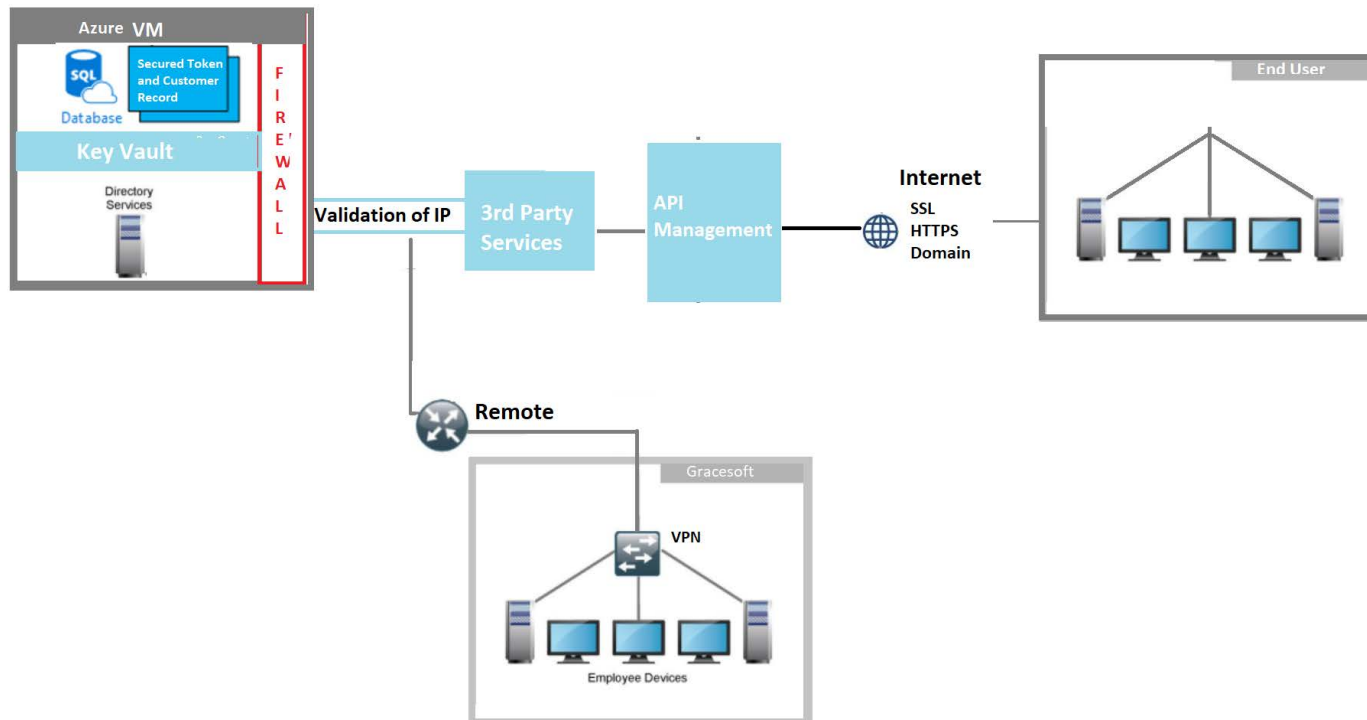 Azure VM
SQL
Database
Secured Token
and Customer
Record
Key Vault
Directory
Services
FIREWALL
Validation of IP
3rd Party
Services
API
Management
Internet
SSL
HTTPS
Domain
End User
Remote
Gracesoft
VPN
Employee Devices